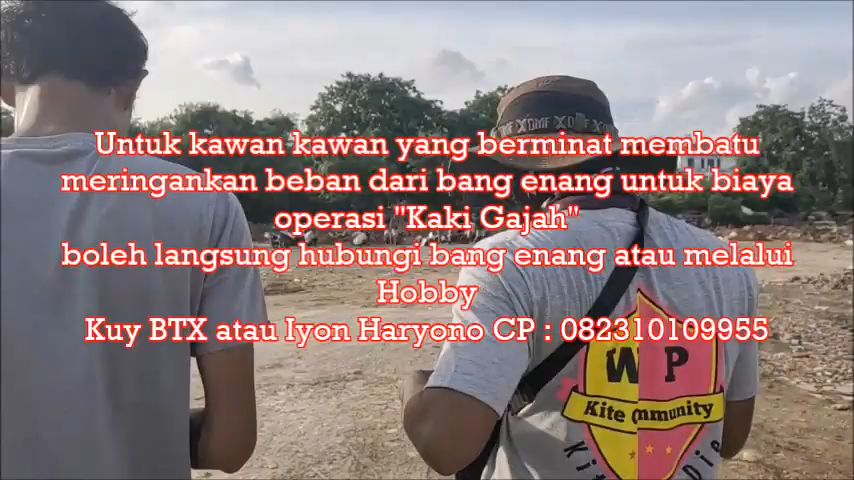 Untuk kawan kawan yang berminat membatu
meringankan beban dari bang enang untuk biaya
operasi "Kaki Gajah"
boleh langsung hubungi bang enang atau melalui
Hobby
Kuy BTX atau Iyon Haryono CP : 082310109955
WP
Kite Community